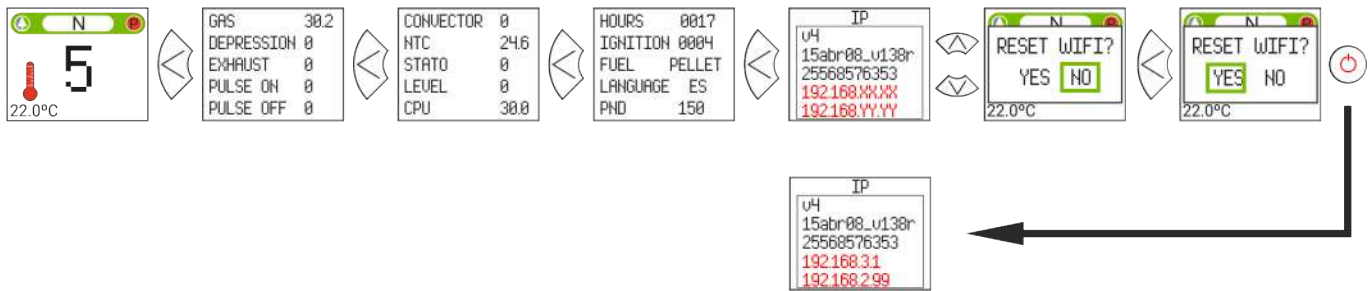 N P
5
22.0ºC
GAS 30.2
DEPRESSION 0
EXHAUST 0
PULSE ON 0
PULSE OFF 0
CONVECTOR 0
NTC 24.6
STATO 0
LEVEL 0
CPU 30.0
HOURS 0017
IGNITION 0004
FUEL PELLET
LANGUAGE ES
PND 150
IP
v4
15abr08_v138r
25568576353
192.168.XX.XX
192.168.YY.YY
N
RESET WIFI?
YES NO
22.0ºC
N
RESET WIFI?
YES NO
22.0ºC
IP
v4
15abr08_v138r
25568576353
192.168.3.1
192.168.2.99